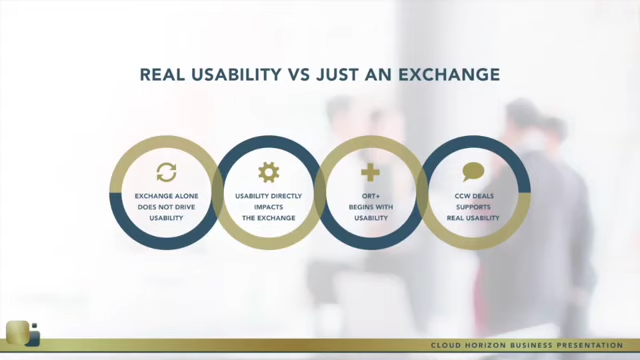 REAL USABILITY VS JUST AN EXCHANGE
EXCHANGE ALONE
DOES NOT DRIVE
USABILITY
USABILITY DIRECTLY
IMPACTS
THE EXCHANGE
ORT+
BEGINS WITH
USABILITY
CCW DEALS
SUPPORTS
REAL USABILITY
CLOUD HORIZON BUSINESS PRESENTATION